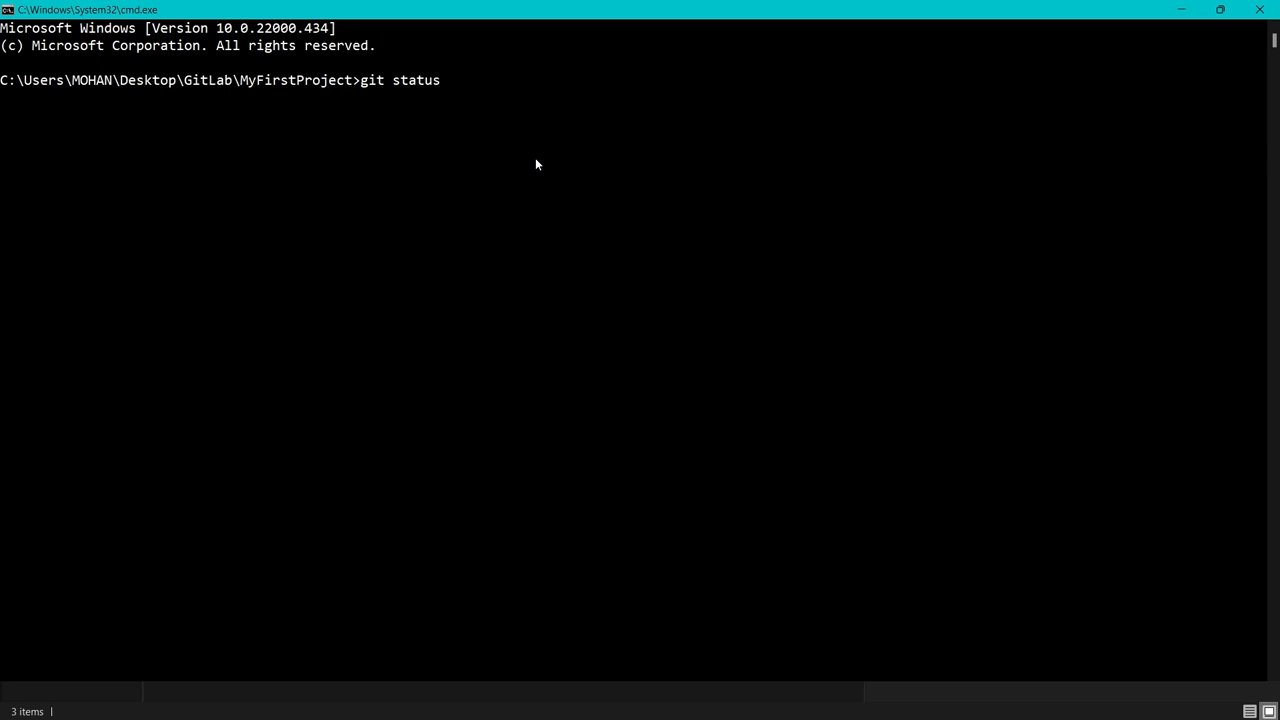 C:\Windows\System32\cmd.exe
Microsoft Windows [Version 10.0.22000.434]
(c) Microsoft Corporation. All rights reserved.
C:\Users\MOHAN\Desktop\GitLab\MyFirstProject>git status
3 items